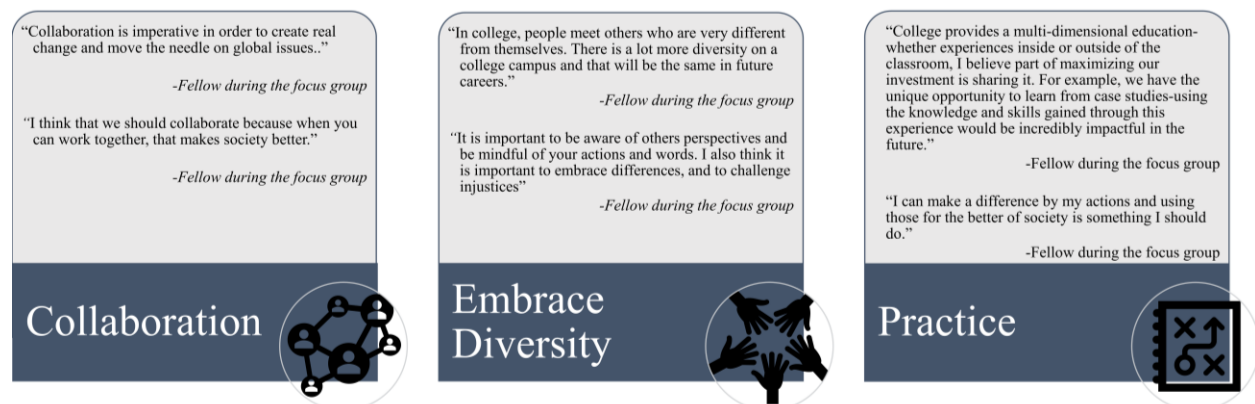 “Collaboration is imperative in order to create real
change and move the needle on global issues..”
-Fellow during the focus group
“I think that we should collaborate because when you
can work together, that makes society better.”
-Fellow during the focus group
Collaboration
“In college, people meet others who are very different
from themselves. There is a lot more diversity on a
college campus and that will be the same in future
careers.”
-Fellow during the focus group
“It is important to be aware of others perspectives and
be mindful of your actions and words. I also think it
is important to embrace differences, and to challenge
injustices”
-Fellow during the focus group
Embrace
Diversity
“College provides a multi-dimensional education-
whether experiences inside or outside of the
classroom, I believe part of maximizing our
investment is sharing it. For example, we have the
unique opportunity to learn from case studies-using
the knowledge and skills gained through this
experience would be incredibly impactful in the
future.”
-Fellow during the focus group
“I can make a difference by my actions and using
those for the better of society is something I should
do.”
-Fellow during the focus group
Practice